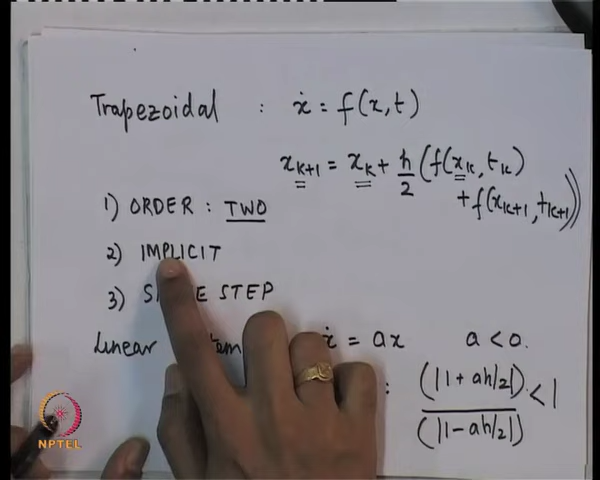 Trapezoidal : ẋ = f(x,t)
x_{k+1} = x_k + h/2 (f(x_k, t_k)
+ f(x_{k+1}, t_{k+1}))
1) ORDER : TWO
2) IMPLICIT
3) STEP
Linear ẋ = ax a < 0.
: (|1 + ah/2|) / (|1 - ah/2|) < 1
NPTEL